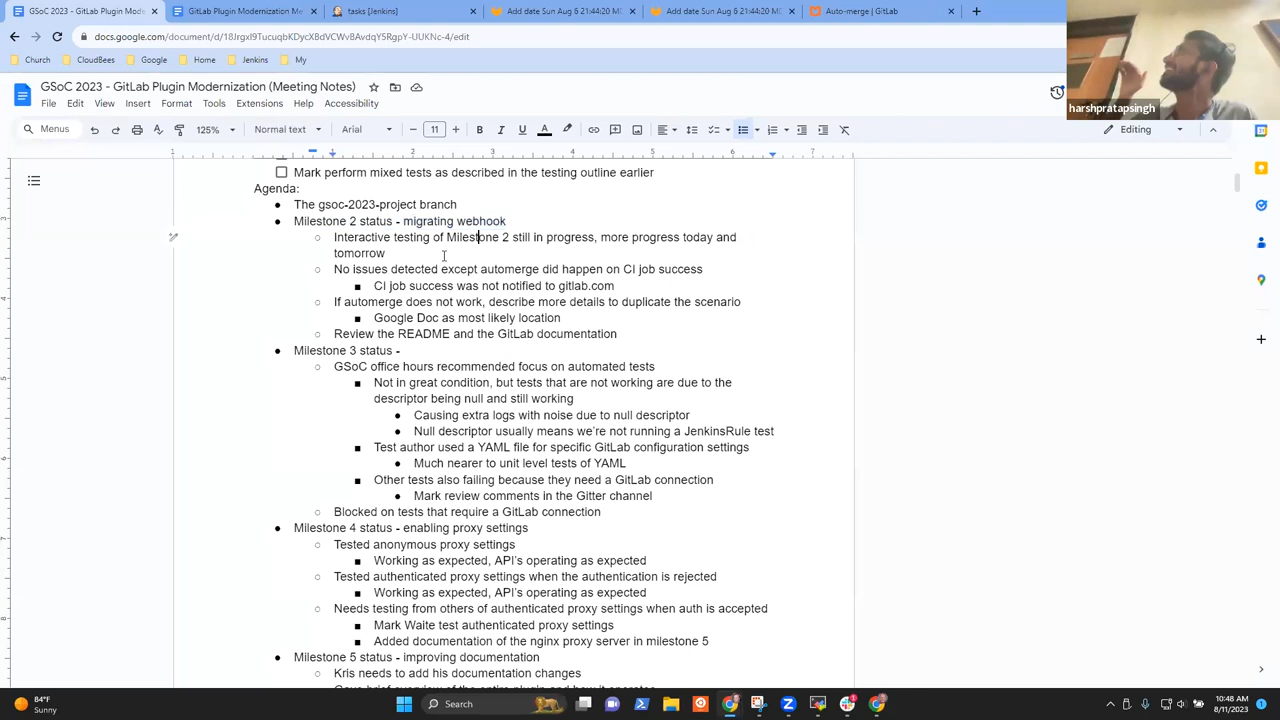 GSoC 2023 - GitLab Plugin Mod
GitLab Plugin Modernization
tasks [Jenkins]
Add date Sun Aug 6 21:44:20 M
Add date Sun Aug 6 21:44:20 M
Auto-merge | GitLab
Church
CloudBees
Google
Home
Jenkins
My
harshpratapsingh
GSoC 2023 - GitLab Plugin Modernization (Meeting Notes)
File Edit View Insert Format Tools Extensions Accessibility
Menus 125% Normal text Arial 11 Editing
Mark perform mixed tests as described in the testing outline earlier
Agenda:
The gsoc-2023-project branch
Milestone 2 status - migrating webhook
Interactive testing of Milestone 2 still in progress, more progress today and
tomorrow
No issues detected except automerge did happen on CI job success
CI job success was not notified to gitlab.com
If automerge does not work, describe more details to duplicate the scenario
Google Doc as most likely location
Review the README and the GitLab documentation
Milestone 3 status -
GSoC office hours recommended focus on automated tests
Not in great condition, but tests that are not working are due to the
descriptor being null and still working
Causing extra logs with noise due to null descriptor
Null descriptor usually means we're not running a JenkinsRule test
Test author used a YAML file for specific GitLab configuration settings
Much nearer to unit level tests of YAML
Other tests also failing because they need a GitLab connection
Mark review comments in the Gitter channel
Blocked on tests that require a GitLab connection
Milestone 4 status - enabling proxy settings
Tested anonymous proxy settings
Working as expected, API's operating as expected
Tested authenticated proxy settings when the authentication is rejected
Working as expected, API's operating as expected
Needs testing from others of authenticated proxy settings when auth is accepted
Mark Waite test authenticated proxy settings
Added documentation of the nginx proxy server in milestone 5
Milestone 5 status - improving documentation
Kris needs to add his documentation changes
Gave brief overview of the entire plugin and how it operates
84°F
Sunny
Search
10:48 AM
8/11/2023